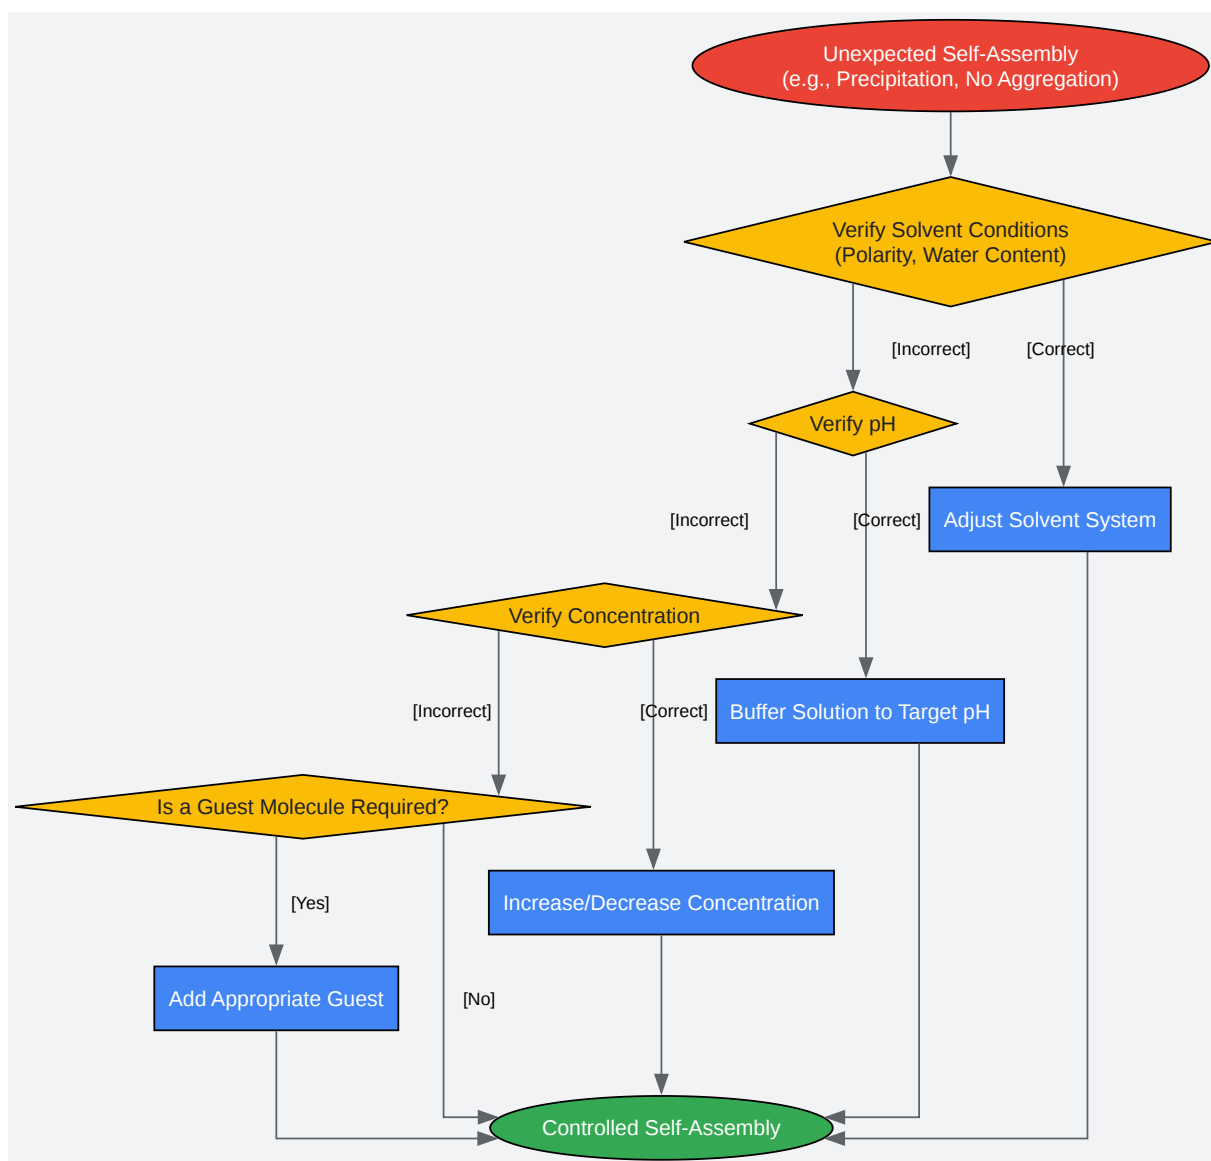 Unexpected Self-Assembly
(e.g., Precipitation, No Aggregation)
Verify Solvent Conditions
(Polarity, Water Content)
[Incorrect]
[Correct]
Verify pH
[Incorrect]
[Correct]
Adjust Solvent System
Verify Concentration
[Incorrect]
[Correct]
Buffer Solution to Target pH
Is a Guest Molecule Required?
[Yes]
Increase/Decrease Concentration
Add Appropriate Guest
[No]
Controlled Self-Assembly